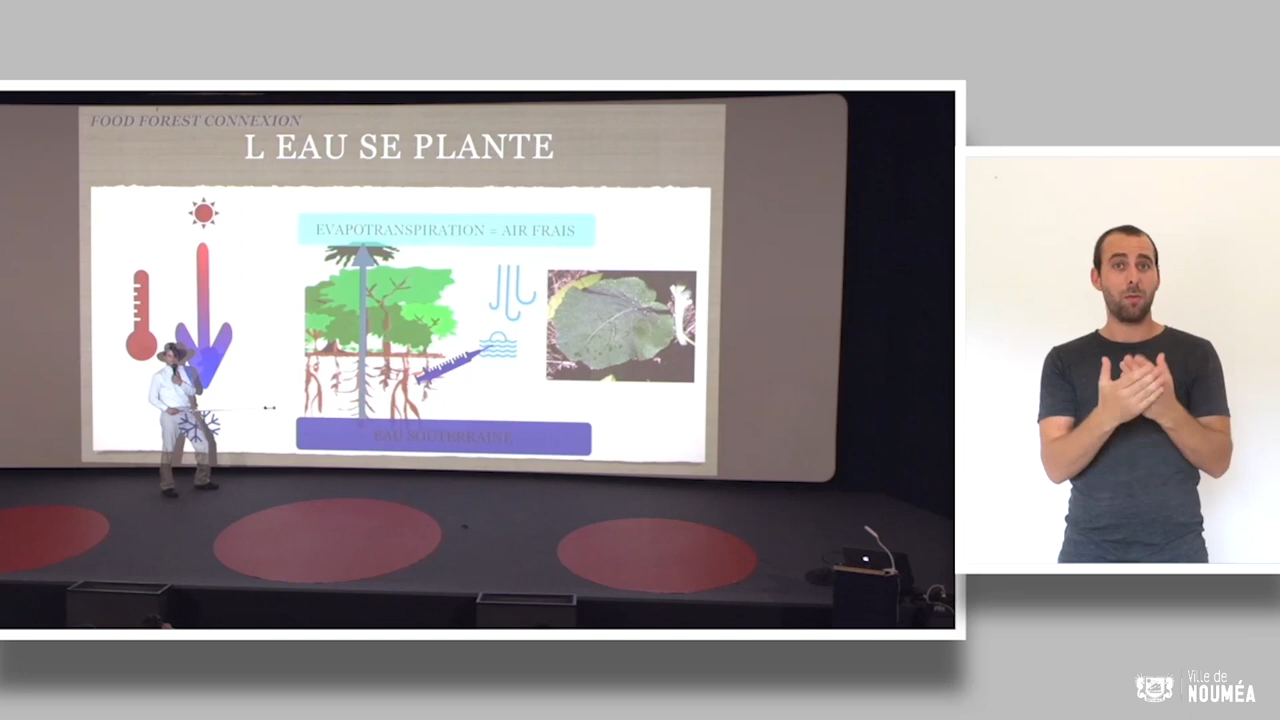 FOOD FOREST CONNEXION
L EAU SE PLANTE
EVAPOTRANSPIRATION = AIR FRAIS
EAU SOUTERRAINE
Ville de
NOUMÉA